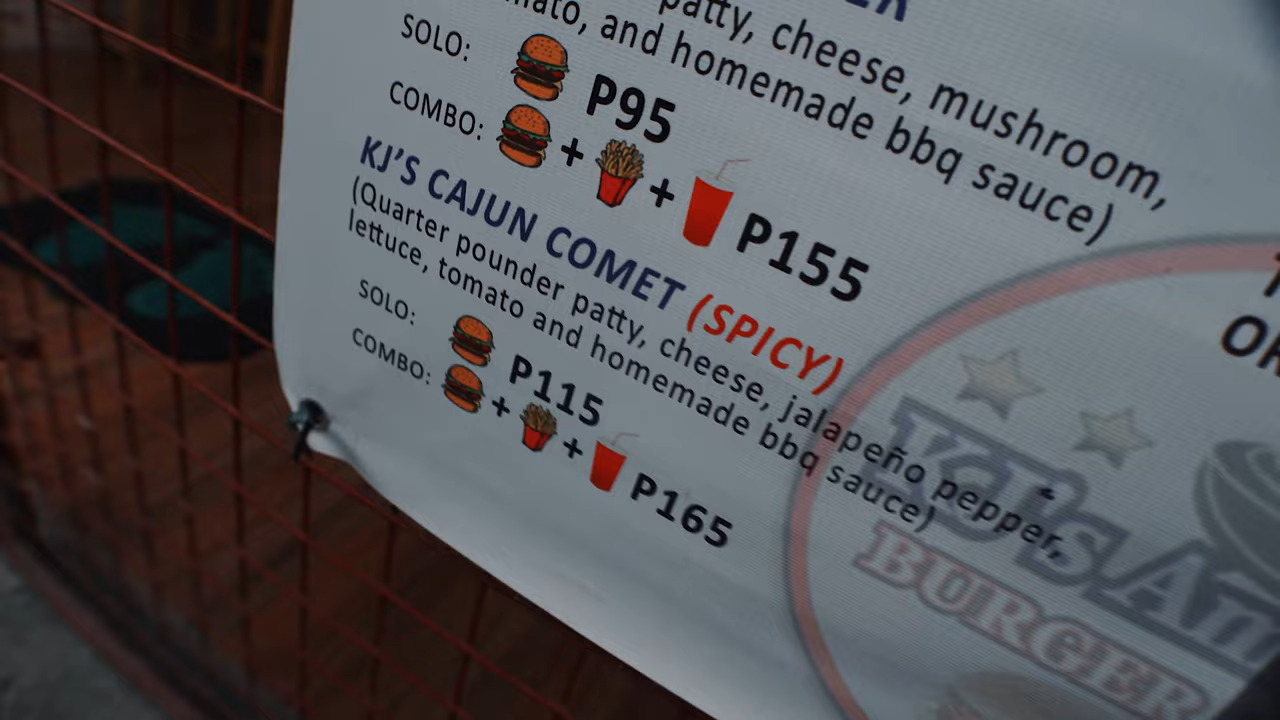 patty, cheese, mushroom,
and homemade bbq sauce)
SOLO: P95
COMBO: + + P155
KJ'S CAJUN COMET (SPICY)
(Quarter pounder patty, cheese, jalapeño pepper,
lettuce, tomato and homemade bbq sauce)
SOLO: P115
COMBO: + + P165
KJ'S
BURGER